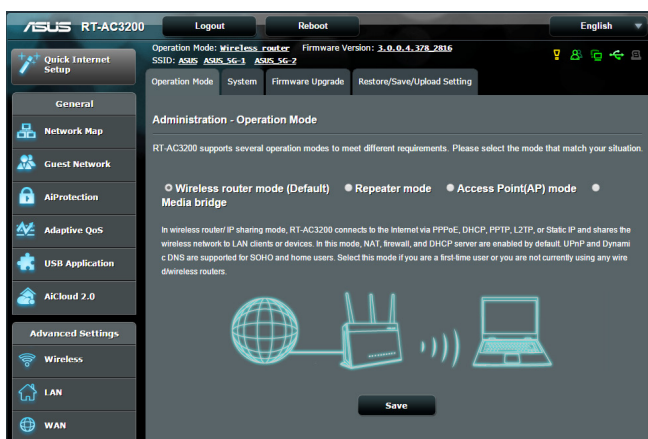 ASUS RT-AC3200
Logout
Reboot
English
Quick Internet
Setup
Operation Mode: Wireless router Firmware Version: 3.0.0.4.378_2816
SSID: ASUS ASUS_5G-1 ASUS_5G-2
Operation Mode
System
Firmware Upgrade
Restore/Save/Upload Setting
General
Network Map
Guest Network
AiProtection
Adaptive QoS
USB Application
AiCloud 2.0
Advanced Settings
Wireless
LAN
WAN
Administration - Operation Mode
RT-AC3200 supports several operation modes to meet different requirements. Please select the mode that match your situation.
Wireless router mode (Default) Repeater mode Access Point(AP) mode
Media bridge
In wireless router/ IP sharing mode, RT-AC3200 connects to the Internet via PPPoE, DHCP, PPTP, L2TP, or Static IP and shares the
wireless network to LAN clients or devices. In this mode, NAT, firewall, and DHCP server are enabled by default. UPnP and Dynami
c DNS are supported for SOHO and home users. Select this mode if you are a first-time user or you are not currently using any wire
d/wireless routers.
Save